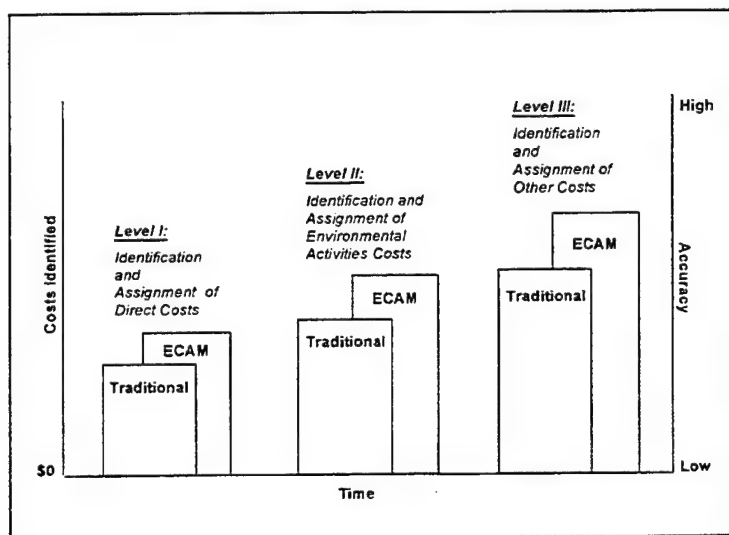 Level III:
Identification
and
Assignment of
Other Costs
High
Level II:
Identification and
Assignment of
Environmental
Activities Costs
Level I:
Identification
and
Assignment of
Direct Costs
Costs Identified
Accuracy
ECAM
Traditional
ECAM
Traditional
ECAM
Traditional
$0
Low
Time